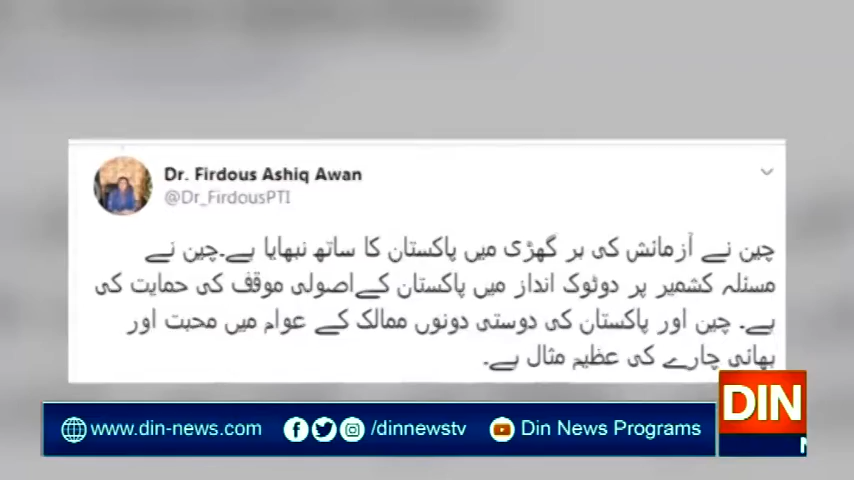 Dr. Firdous Ashiq Awan
@Dr_FirdousPTI
چین نے آزمائش کی ہر گھڑی میں پاکستان کا ساتھ نبھایا ہے۔چین نے
مسئلہ کشمیر پر دوٹوک انداز میں پاکستان کےاصولی موقف کی حمایت کی
ہے۔ چین اور پاکستان کی دوستی دونوں ممالک کے عوام میں محبت اور
بھائی چارے کی عظیم مثال ہے۔
DIN
www.din-news.com /dinnewstv Din News Programs